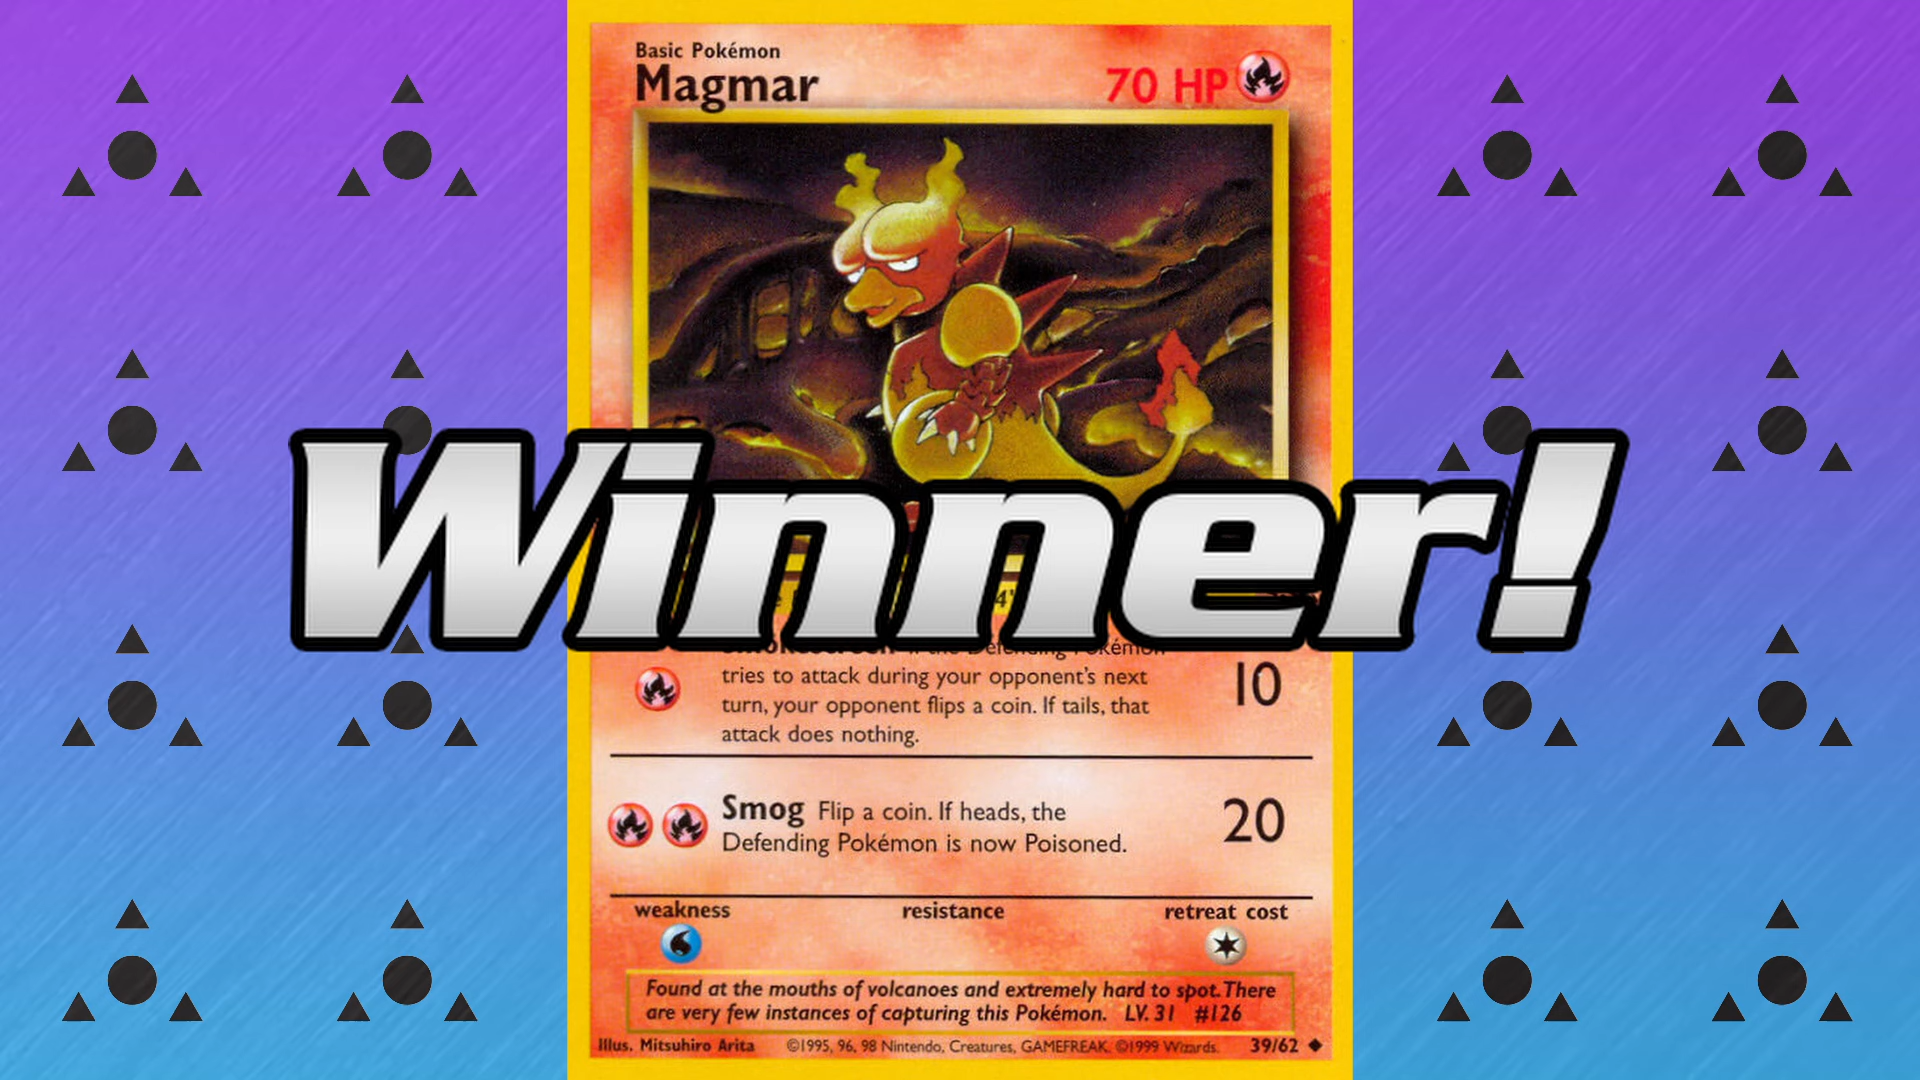 Basic Pokémon
Magmar
70 HP
Winner!
the Defending Pokémon
tries to attack during your opponent's next
turn, your opponent flips a coin. If tails, that
attack does nothing.
10
Smog Flip a coin. If heads, the
Defending Pokémon is now Poisoned.
20
weakness resistance retreat cost
Found at the mouths of volcanoes and extremely hard to spot. There
are very few instances of capturing this Pokémon. LV. 31 #126
Illus. Mitsuhiro Arita ©1995, 96, 98 Nintendo, Creatures, GAMEFREAK. ©1999 Wizards. 39/62